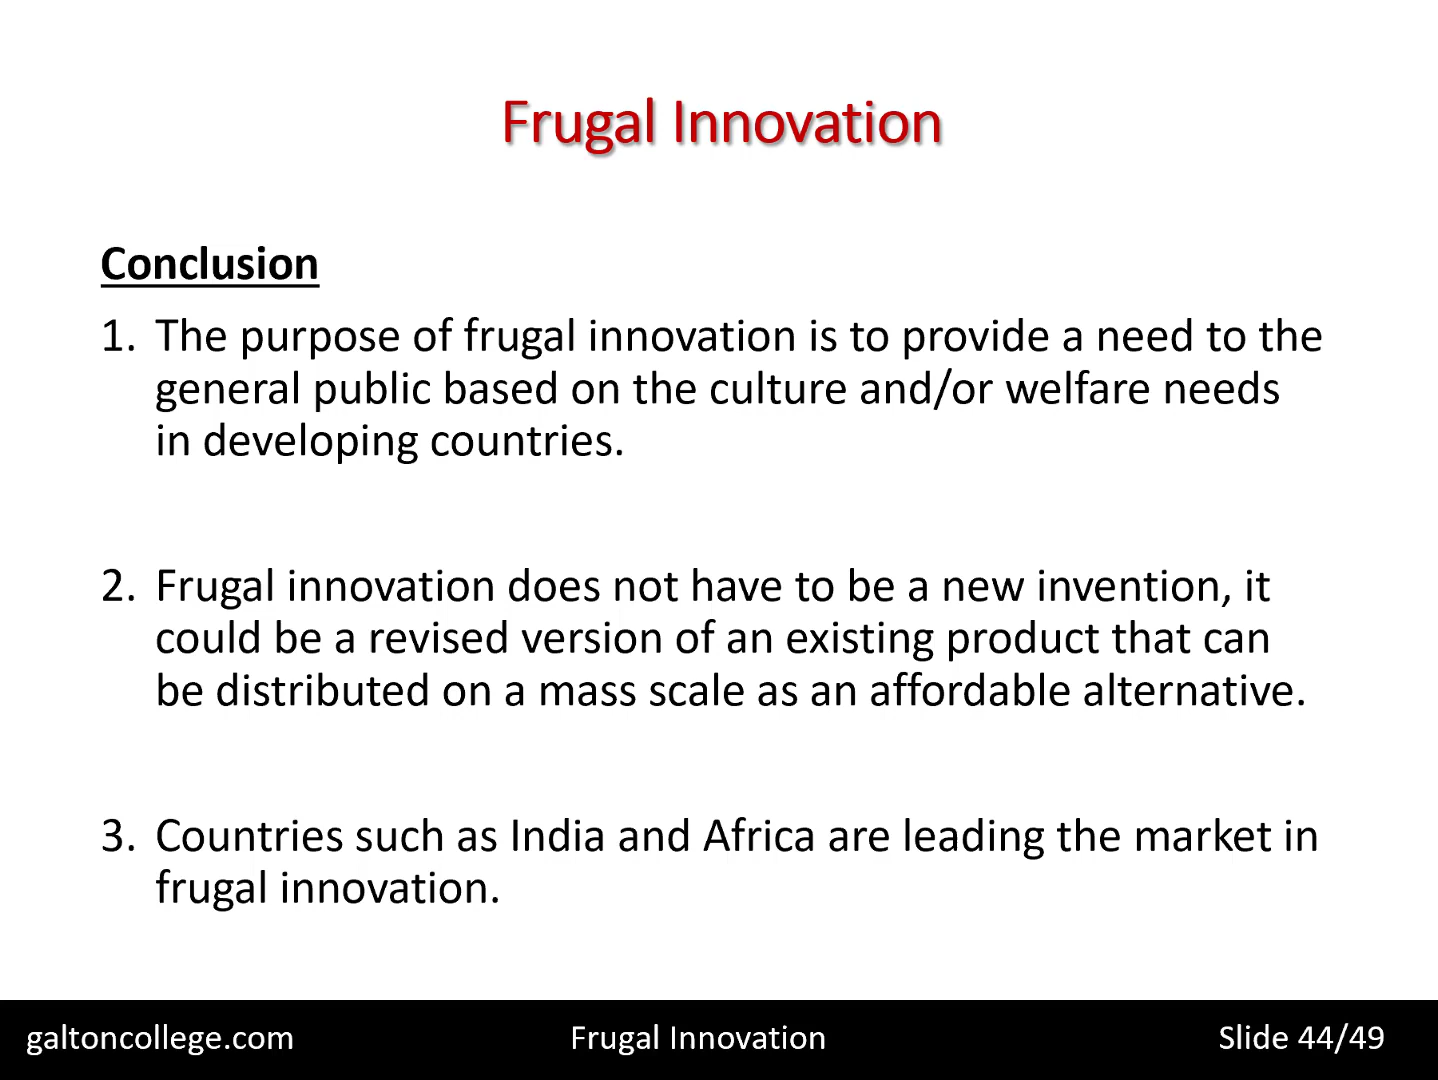 Frugal Innovation
Conclusion
1. The purpose of frugal innovation is to provide a need to the
general public based on the culture and/or welfare needs
in developing countries.
2. Frugal innovation does not have to be a new invention, it
could be a revised version of an existing product that can
be distributed on a mass scale as an affordable alternative.
3. Countries such as India and Africa are leading the market in
frugal innovation.
galtoncollege.com Frugal Innovation Slide 44/49